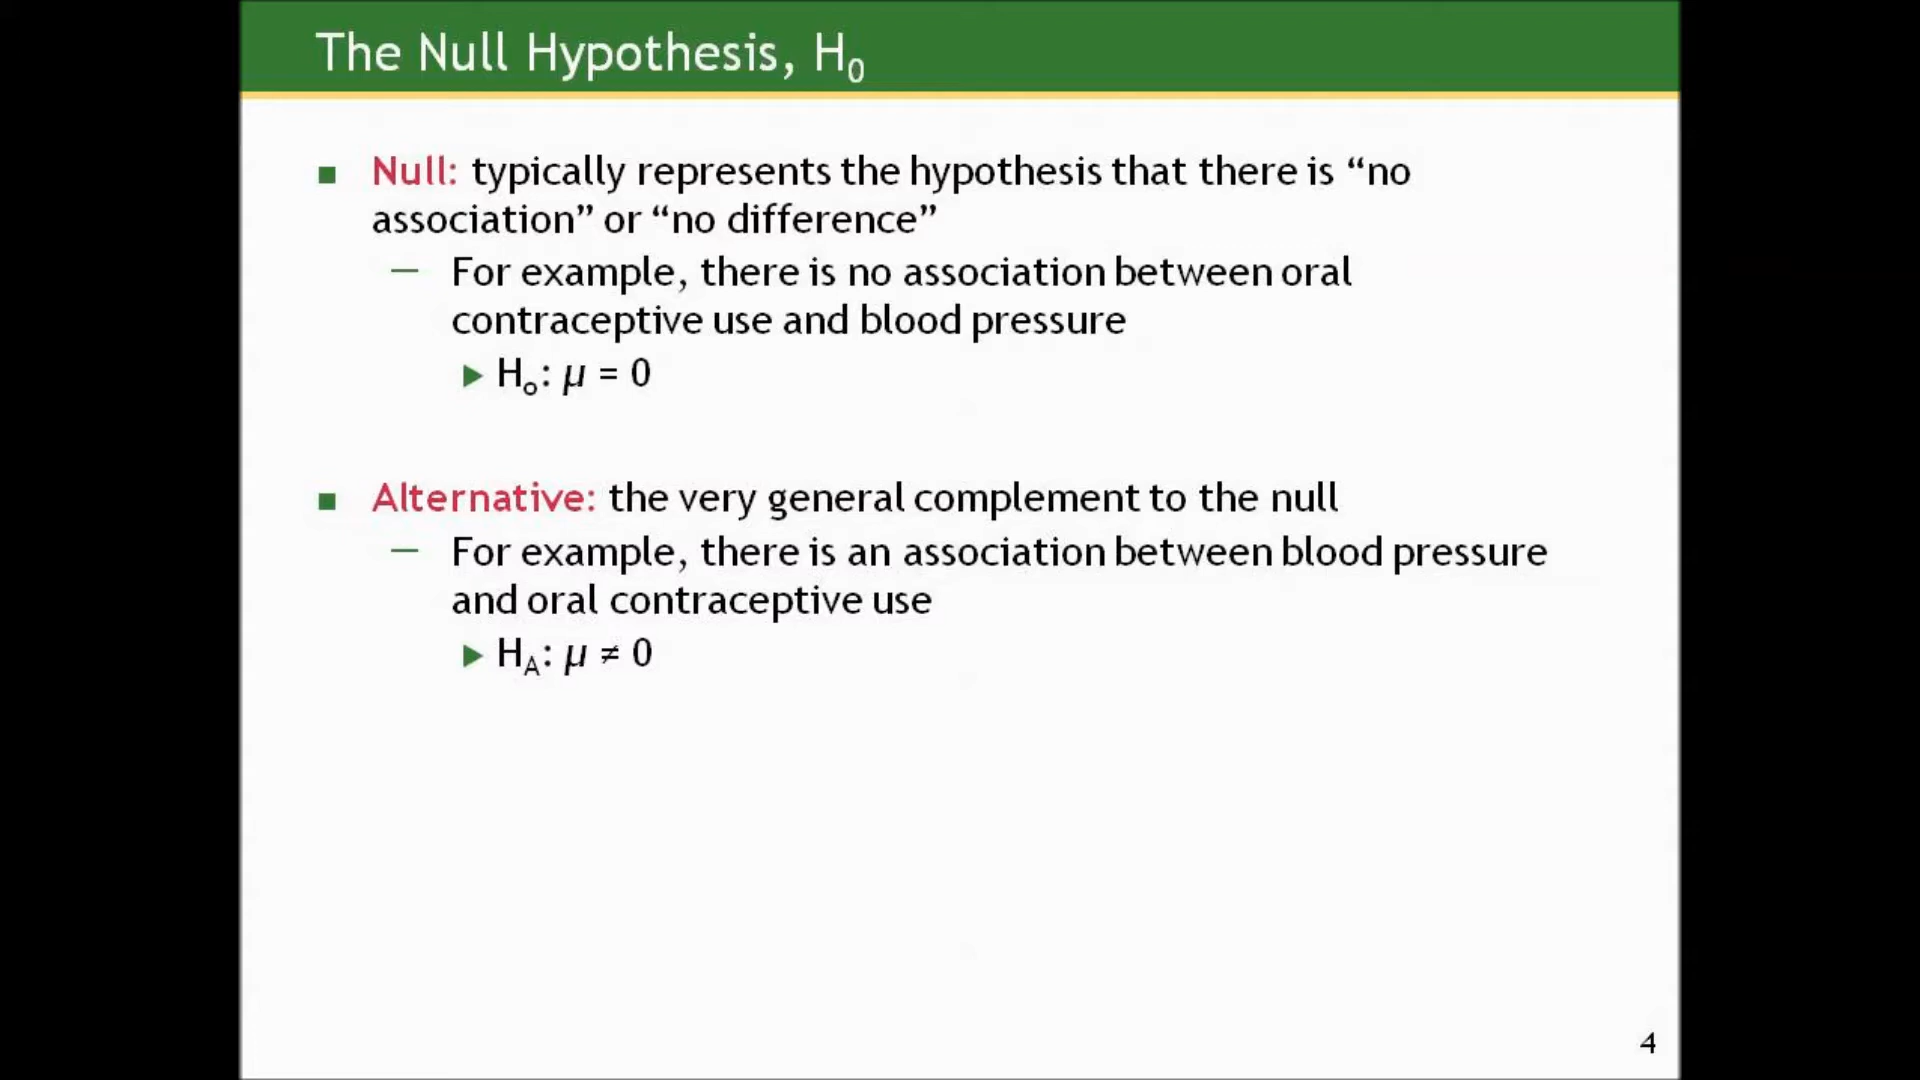 The Null Hypothesis, H₀
Null: typically represents the hypothesis that there is “no
association” or “no difference”
— For example, there is no association between oral
contraceptive use and blood pressure
Hₒ: μ = 0
Alternative: the very general complement to the null
— For example, there is an association between blood pressure
and oral contraceptive use
H_A: μ ≠ 0
4